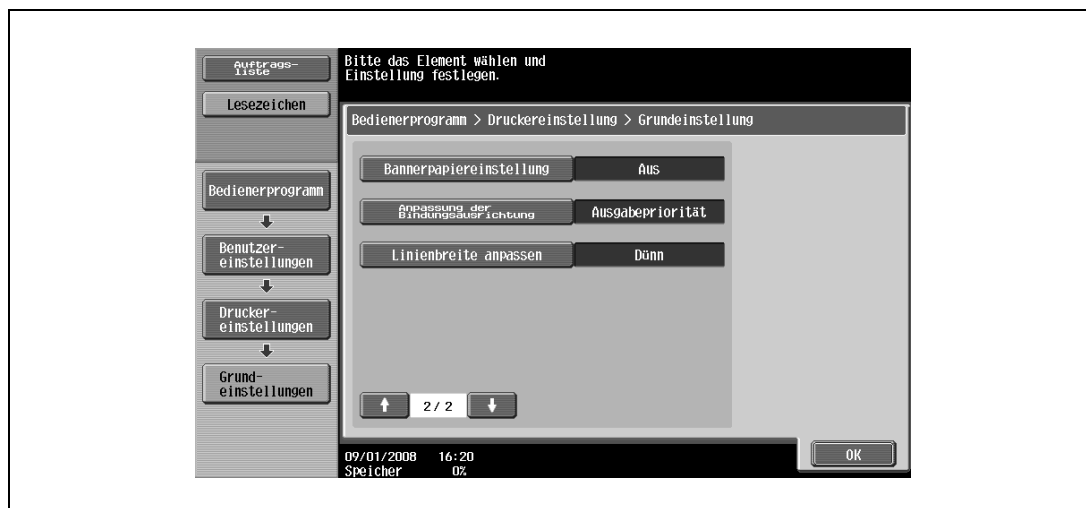 Auftrags-
liste
Lesezeichen
Bitte das Element wählen und
Einstellung festlegen.
Bedienerprogramm > Druckereinstellung > Grundeinstellung
Bedienerprogramm
Benutzer-
einstellungen
Drucker-
einstellungen
Grund-
einstellungen
Bannerpapiereinstellung
Aus
Anpassung der
Bindungsausrichtung
Ausgabepriorität
Linienbreite anpassen
Dünn
2/2
09/01/2008 16:20
Speicher 0%
OK